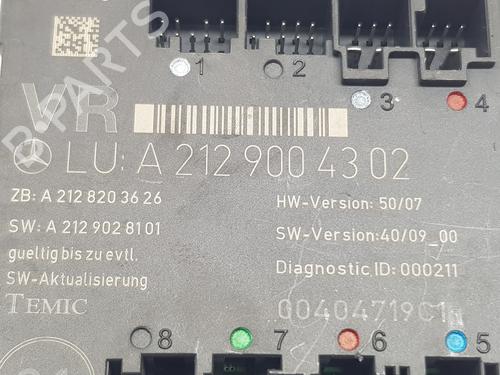 1 2 3 4
VR
LU: A 212 900 43 02
ZB: A 212 820 36 26
HW-Version: 50/07
SW: A 212 902 81 01
SW-Version:40/09_00
gueltig bis zu evtl.
SW-Aktualisierung
Diagnostic ID: 000211
TEMIC
00404719C1
8 7 6 5
B-PARTS